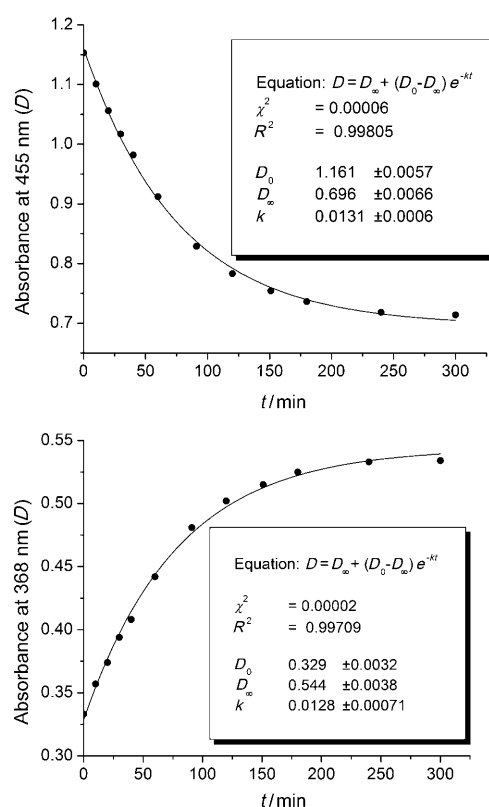 1.2
1.1
1.0
0.9
0.8
0.7
Absorbance at 455 nm (D)
Equation: D = D∞ + (D0-D∞) e^-kt
χ² = 0.00006
R² = 0.99805
D0 1.161 ±0.0057
D∞ 0.696 ±0.0066
k 0.0131 ±0.0006
0 50 100 150 200 250 300
t / min
0.55
0.50
0.45
0.40
0.35
0.30
Absorbance at 368 nm (D)
Equation: D = D∞ + (D0-D∞) e^-kt
χ² = 0.00002
R² = 0.99709
D0 0.329 ±0.0032
D∞ 0.544 ±0.0038
k 0.0128 ±0.00071
0 50 100 150 200 250 300
t / min